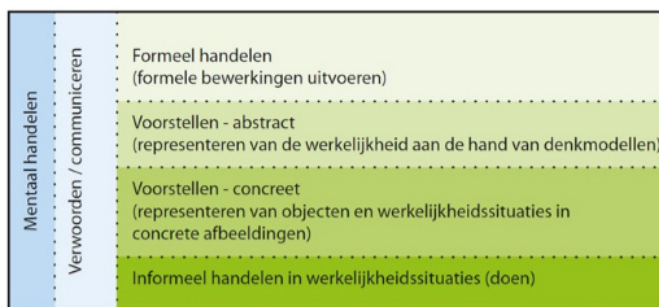 Mentaal handelen
Verwoorden / communiceren
Formeel handelen
(formele bewerkingen uitvoeren)
Voorstellen - abstract
(representeren van de werkelijkheid aan de hand van denkmodellen)
Voorstellen - concreet
(representeren van objecten en werkelijkheidssituaties in
concrete afbeeldingen)
Informeel handelen in werkelijkheidssituaties (doen)